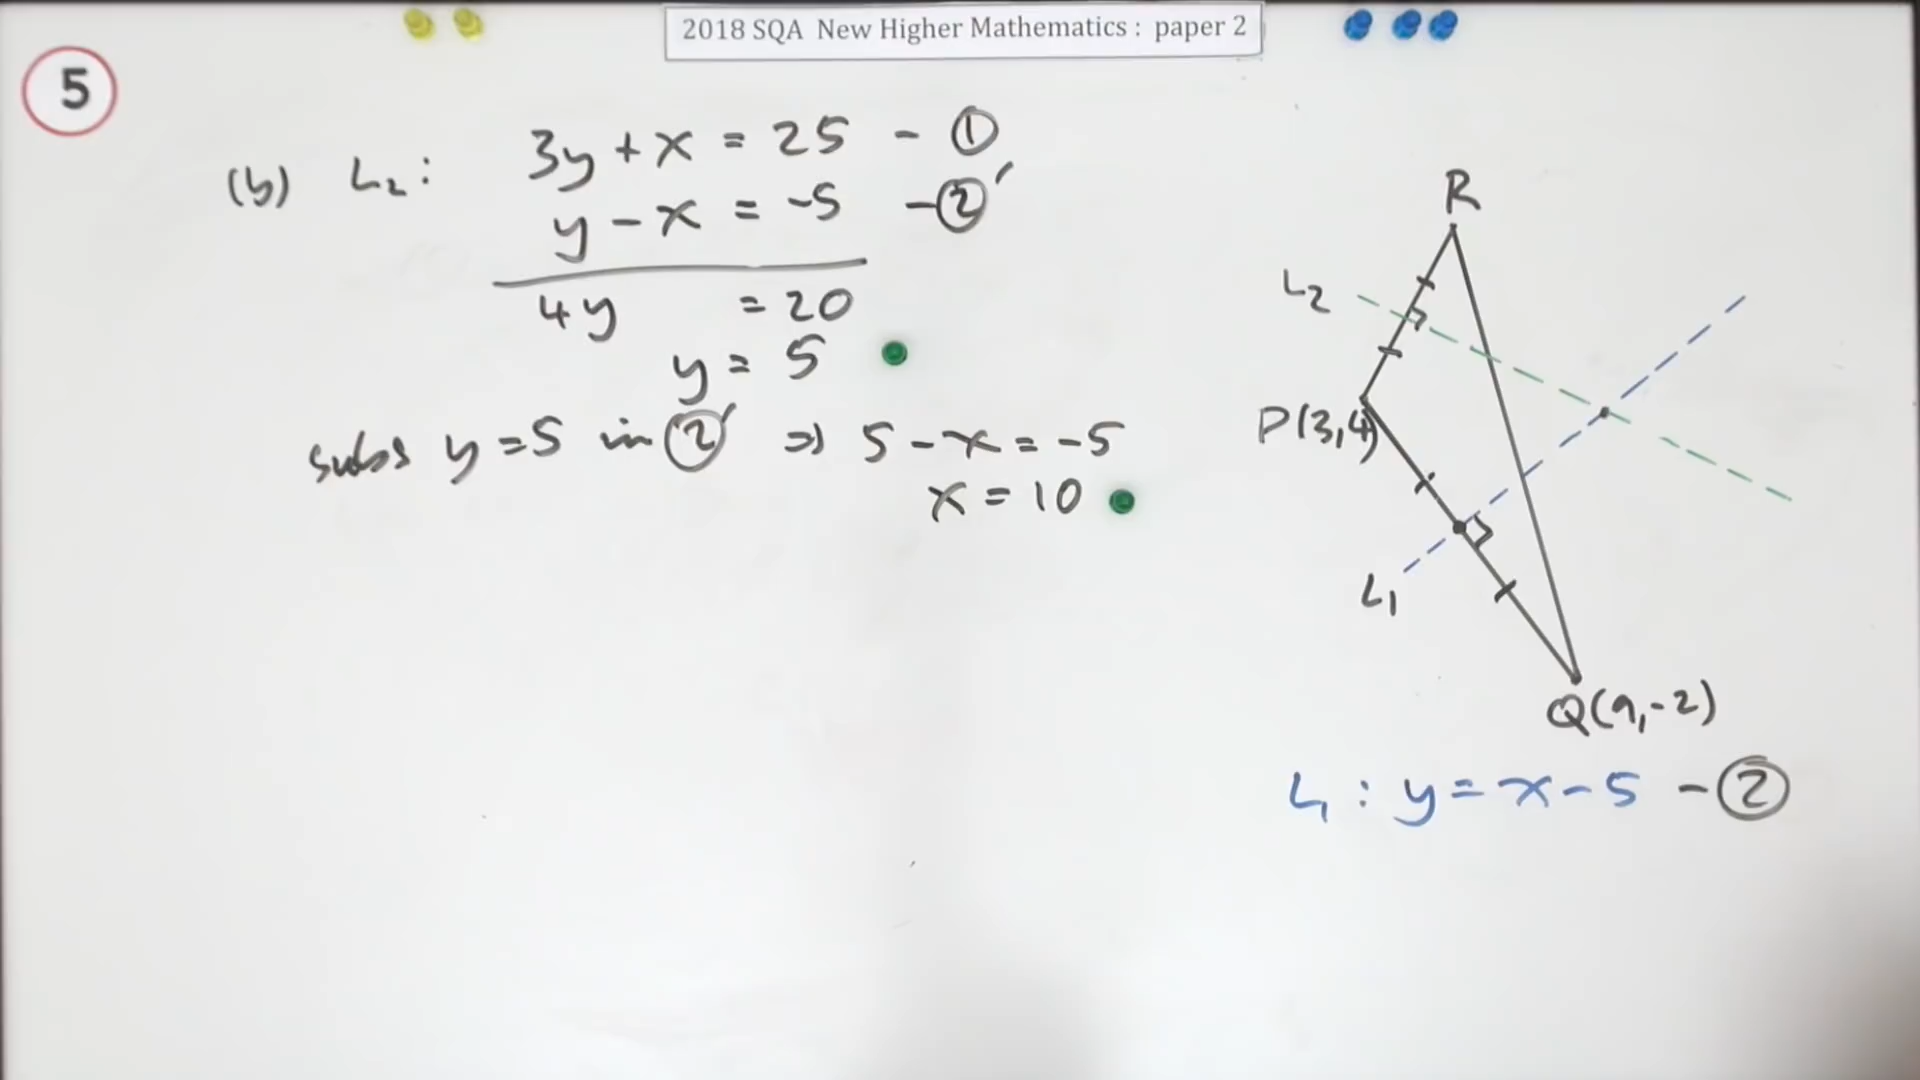 2018 SQA New Higher Mathematics : paper 2
5
(b) L₂ : 3y + x = 25 - ①
y - x = -5 - ②′
4y = 20
y = 5
subs y = 5 in ②′ ⇒ 5 - x = -5
x = 10
R
L₂
P(3,4)
L₁
Q(9,-2)
L₁ : y = x - 5 - ②